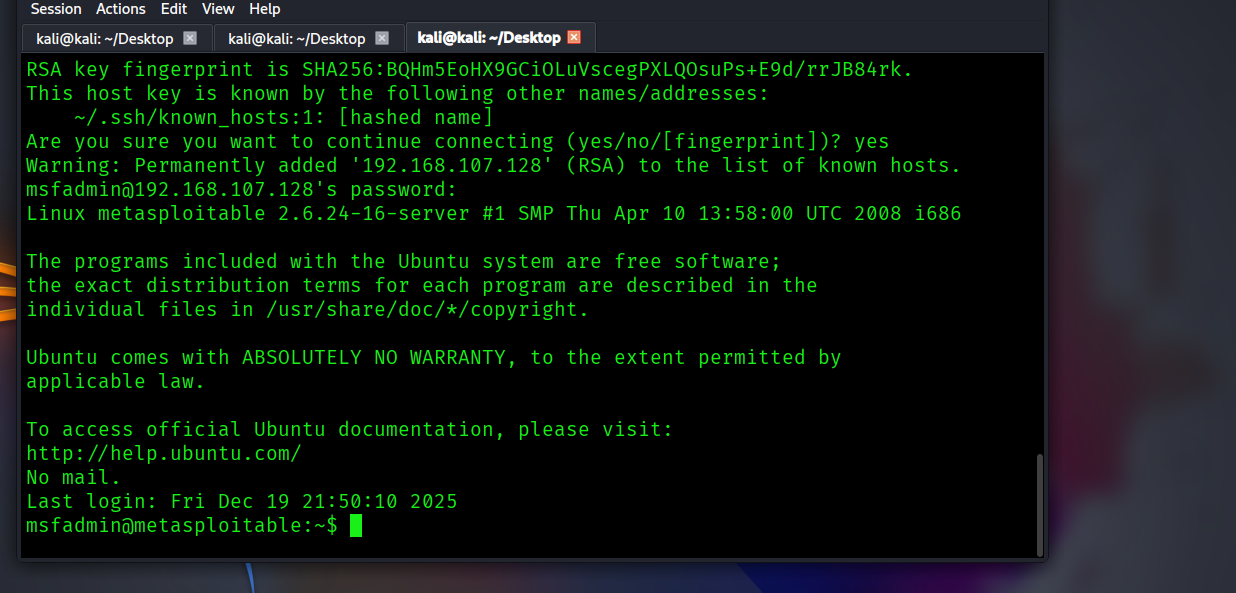 Session Actions Edit View Help
kali@kali: ~/Desktop kali@kali: ~/Desktop kali@kali: ~/Desktop
RSA key fingerprint is SHA256:BQHm5EoHX9GCiOLuVscegPXLQOsuPs+E9d/rrJB84rk.
This host key is known by the following other names/addresses:
    ~/.ssh/known_hosts:1: [hashed name]
Are you sure you want to continue connecting (yes/no/[fingerprint])? yes
Warning: Permanently added '192.168.107.128' (RSA) to the list of known hosts.
msfadmin@192.168.107.128's password:
Linux metasploitable 2.6.24-16-server #1 SMP Thu Apr 10 13:58:00 UTC 2008 i686

The programs included with the Ubuntu system are free software;
the exact distribution terms for each program are described in the
individual files in /usr/share/doc/*/copyright.

Ubuntu comes with ABSOLUTELY NO WARRANTY, to the extent permitted by
applicable law.

To access official Ubuntu documentation, please visit:
http://help.ubuntu.com/
No mail.
Last login: Fri Dec 19 21:50:10 2025
msfadmin@metasploitable:~$